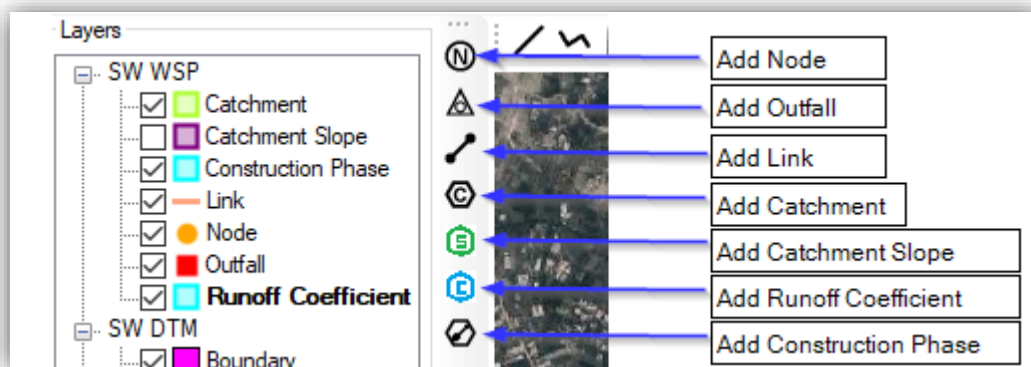 Layers
SW WSP
Catchment
Catchment Slope
Construction Phase
Link
Node
Outfall
Runoff Coefficient
SW DTM
Boundary
N
C
S
C
Add Node
Add Outfall
Add Link
Add Catchment
Add Catchment Slope
Add Runoff Coefficient
Add Construction Phase